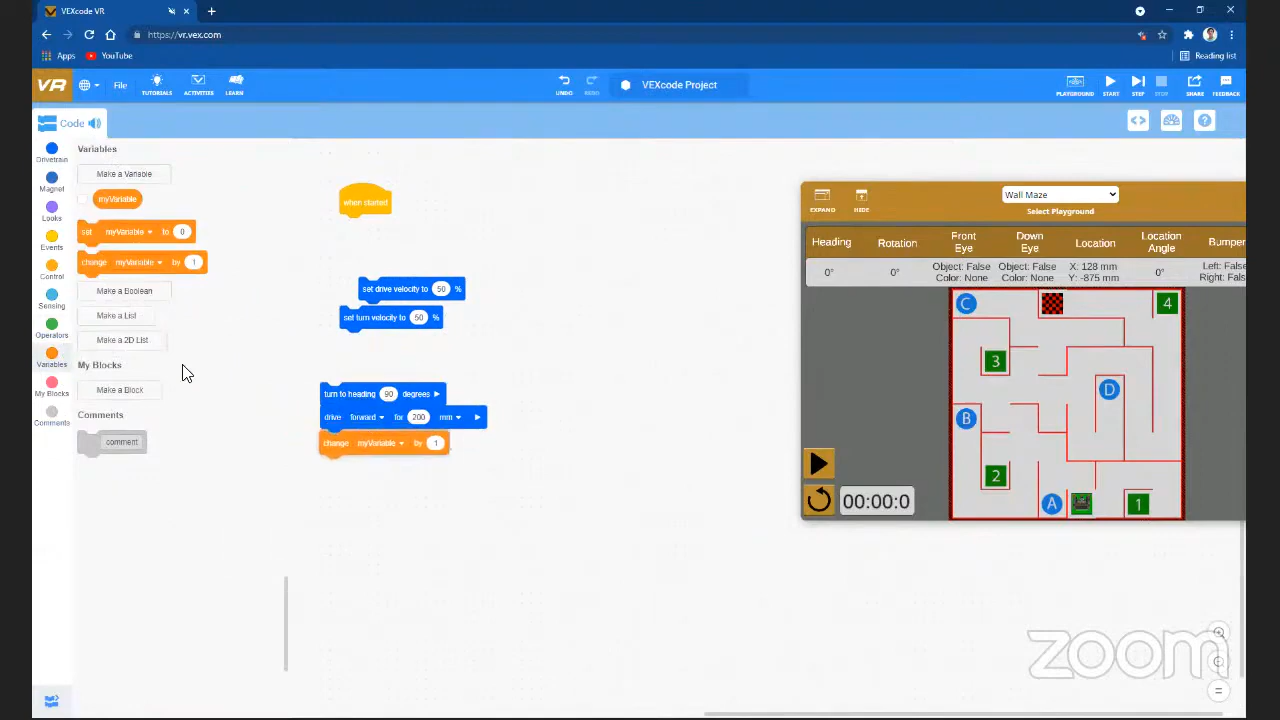 VEXcode VR
https://vr.vex.com
Apps
YouTube
Reading list
VR
File
TUTORIALS
ACTIVITIES
LEARN
UNDO
REDO
VEXcode Project
PLAYGROUND
START
STEP
STOP
SHARE
FEEDBACK
Code
Drivetrain
Magnet
Looks
Events
Control
Sensing
Operators
Variables
My Blocks
Comments
Variables
Make a Variable
myVariable
set myVariable to 0
change myVariable by 1
Make a Boolean
Make a List
Make a 2D List
My Blocks
Make a Block
Comments
comment
when started
set drive velocity to 50 %
set turn velocity to 50 %
turn to heading 90 degrees
drive forward for 200 mm
change myVariable by 1
EXPAND
HIDE
Wall Maze
Select Playground
Heading
Rotation
Front Eye
Down Eye
Location
Location Angle
Bumper
0°
0°
Object: False
Color: None
Object: False
Color: None
X: 128 mm
Y: -875 mm
0°
Left: False
Right: Fals
C
4
3
D
B
2
A
1
00:00:0
zoom